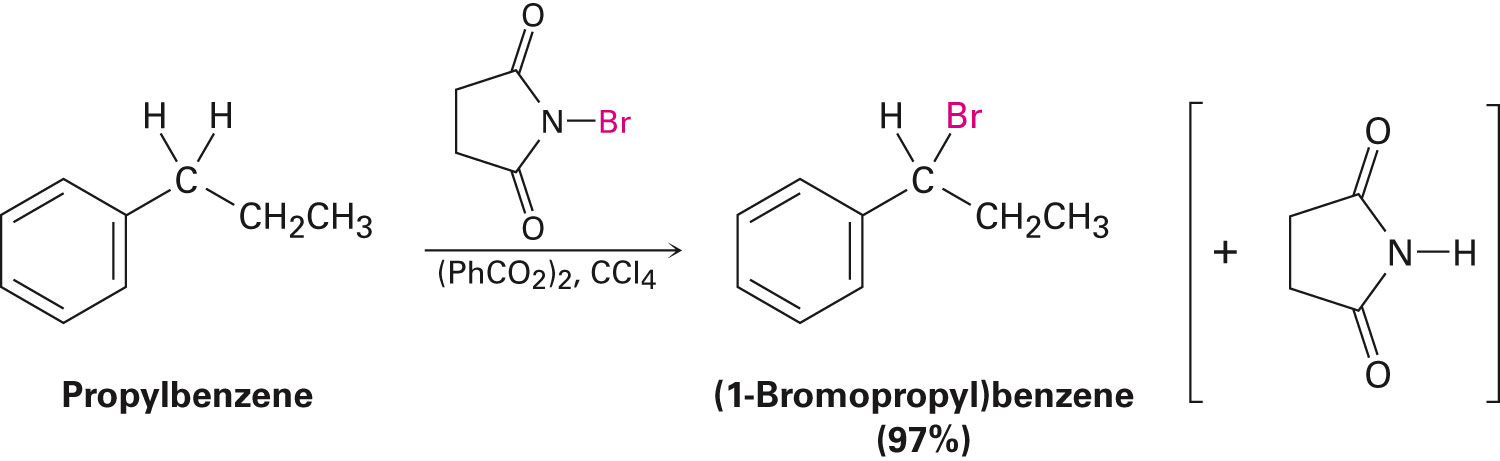 O
H H
N—Br
C
CH2CH3
O
(PhCO2)2, CCl4
Propylbenzene
H Br
C
CH2CH3
(1-Bromopropyl)benzene
(97%)
+
O
N—H
O